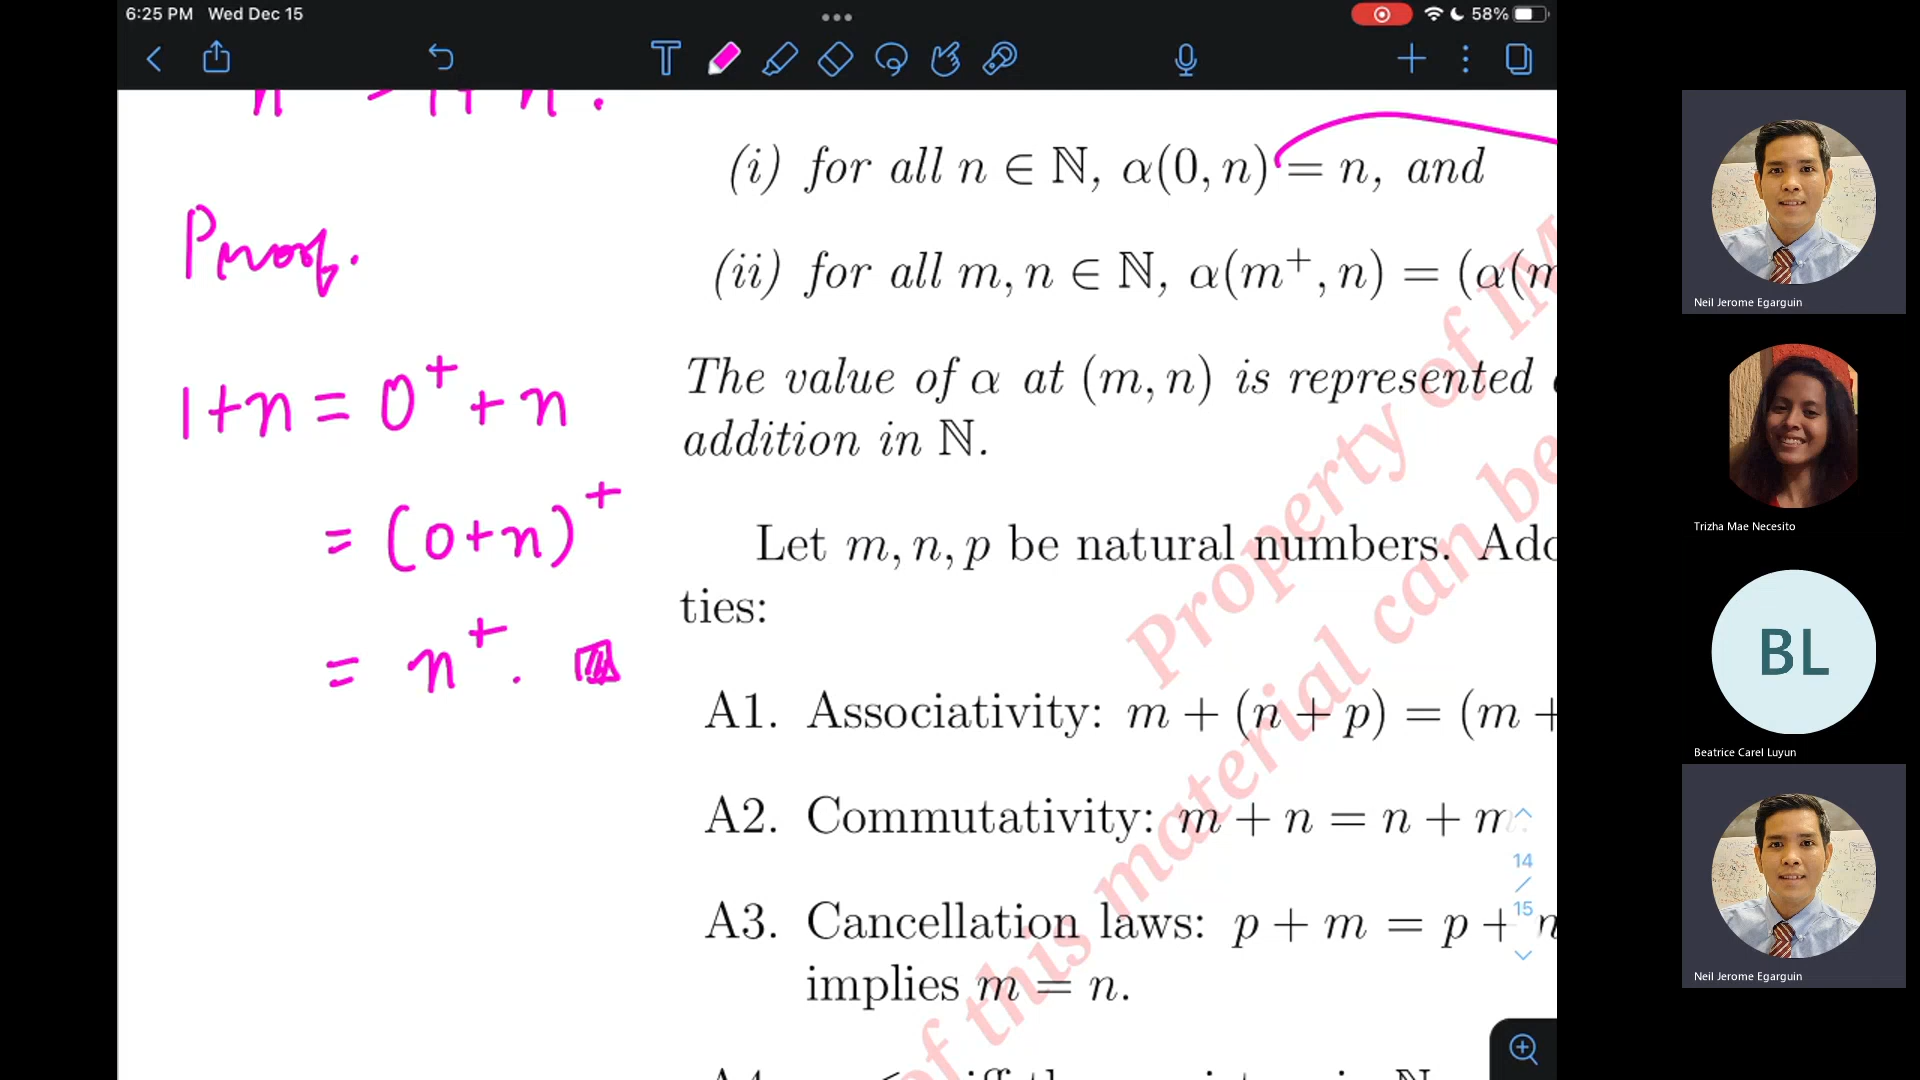 6:25 PM Wed Dec 15
58%
n = 1+ n.
(i) for all n ∈ ℕ, α(0, n) = n, and
Proof.
(ii) for all m, n ∈ ℕ, α(m⁺, n) = (α(m
1+n = 0⁺ + n
The value of α at (m, n) is represented
addition in ℕ.
= (0+n)⁺
Let m, n, p be natural numbers. Add
ties:
= n⁺.
A1. Associativity: m + (n + p) = (m +
A2. Commutativity: m + n = n + m.
14
/
15
A3. Cancellation laws: p + m = p + n
implies m = n.
Property of IM
of this material can be
Neil Jerome Egarguin
Trizha Mae Necesito
BL
Beatrice Carel Luyun
Neil Jerome Egarguin